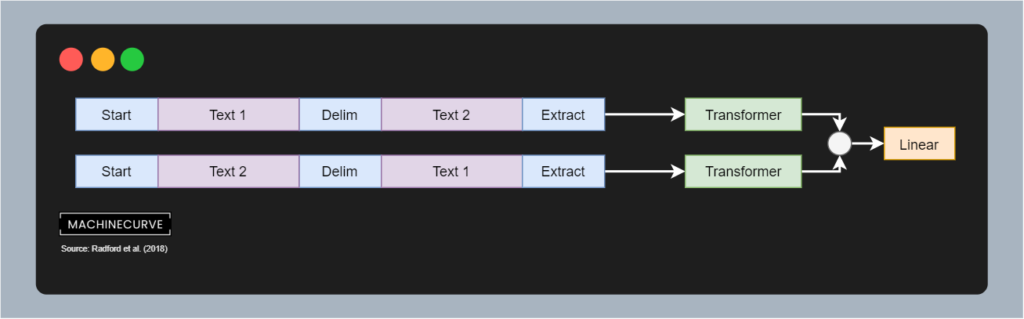 Start Text 1 Delim Text 2 Extract Transformer
Linear
Start Text 2 Delim Text 1 Extract Transformer
MACHINECURVE
Source: Radford et al. (2018)